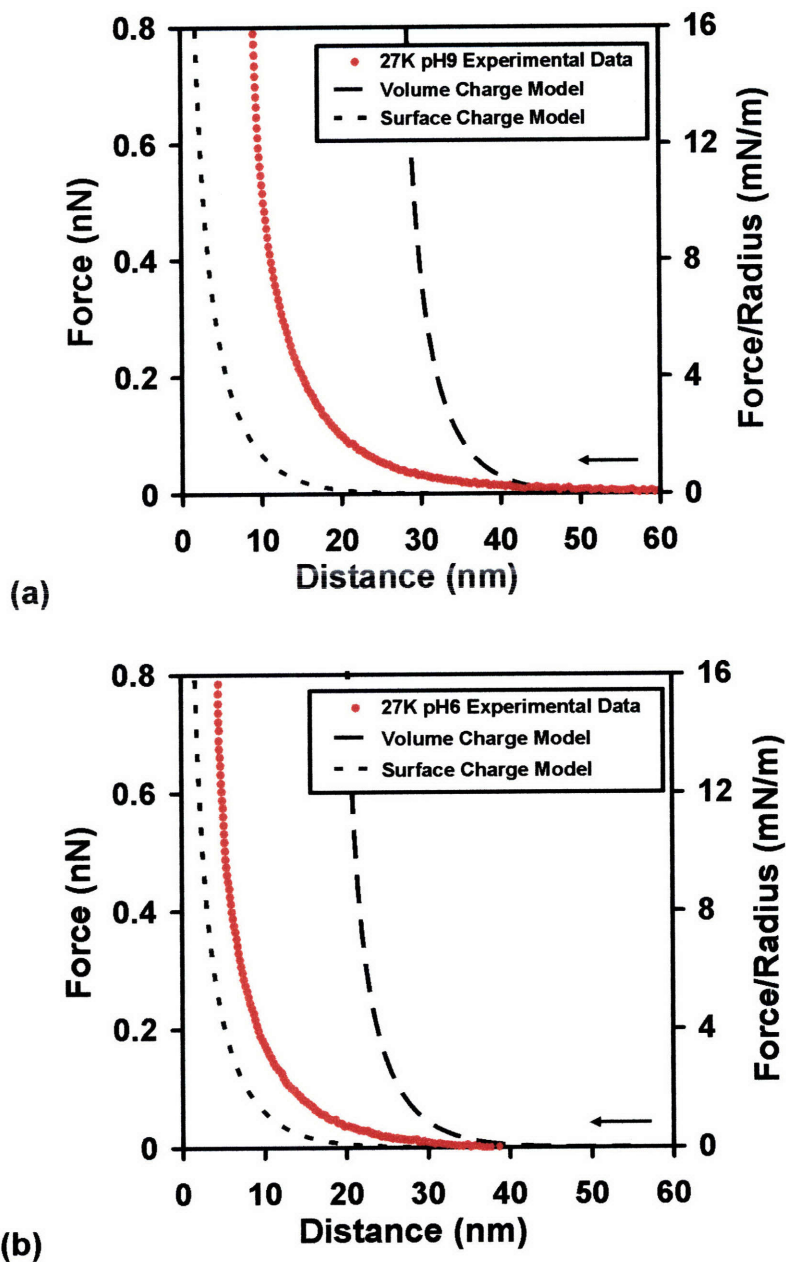 0.8
0.6
0.4
0.2
0
Force (nN)
16
12
8
4
0
Force/Radius (mN/m)
27K pH9 Experimental Data
Volume Charge Model
Surface Charge Model
0 10 20 30 40 50 60
Distance (nm)
(a)
0.8
0.6
0.4
0.2
0
Force (nN)
16
12
8
4
0
Force/Radius (mN/m)
27K pH6 Experimental Data
Volume Charge Model
Surface Charge Model
0 10 20 30 40 50 60
Distance (nm)
(b)